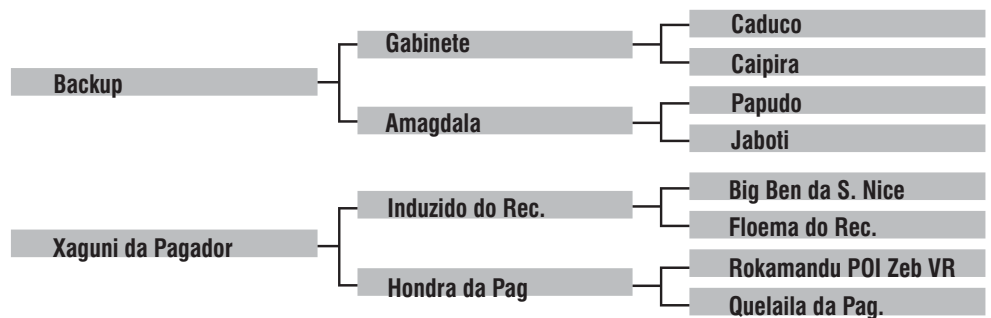 Backup
Gabinete
Caduco
Caipira
Amagdala
Papudo
Jaboti
Xaguni da Pagador
Induzido do Rec.
Big Ben da S. Nice
Floema do Rec.
Hondra da Pag
Rokamandu POI Zeb VR
Quelaila da Pag.